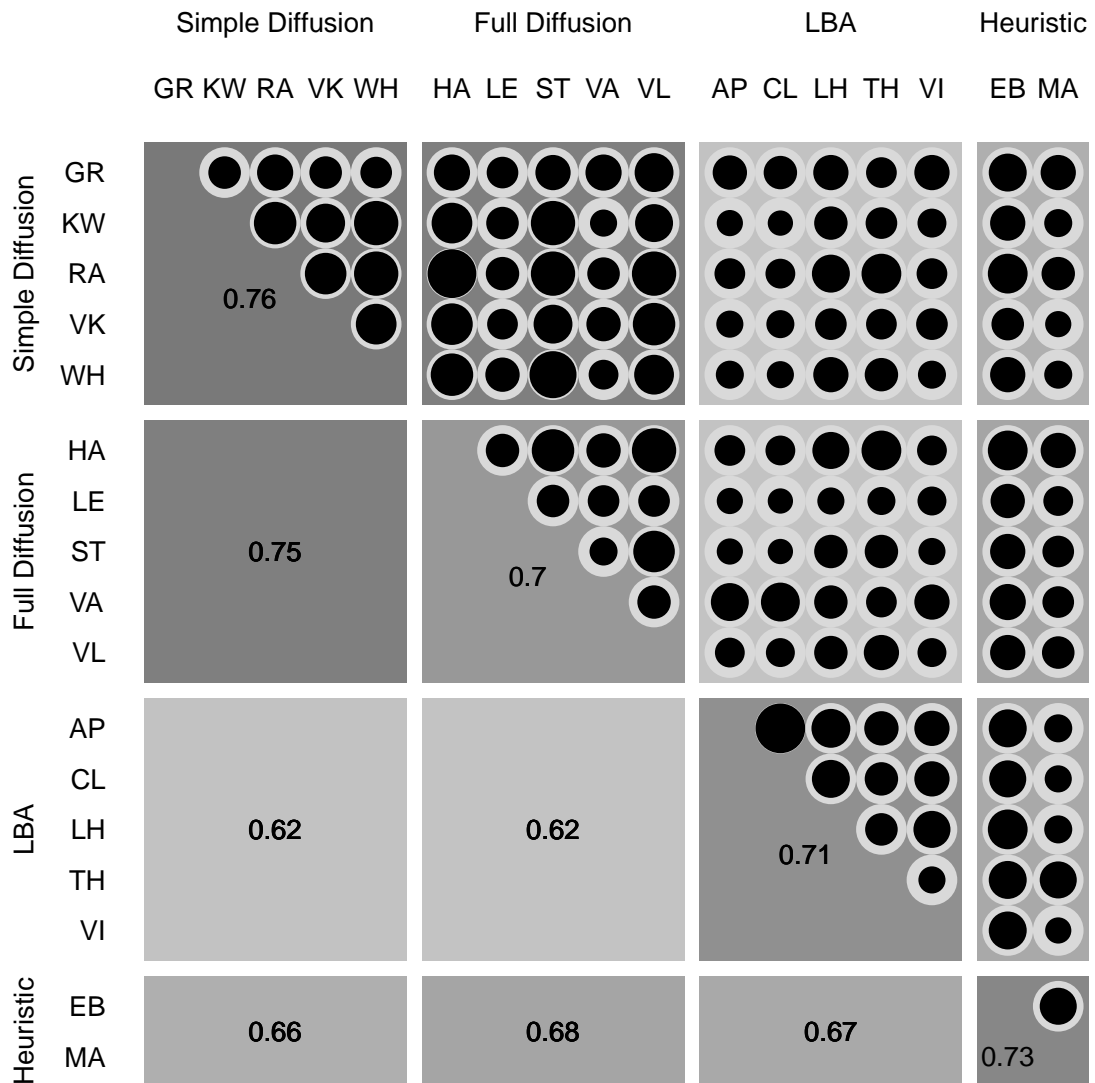 Simple Diffusion Full Diffusion LBA Heuristic
GR KW RA VK WH HA LE ST VA VL AP CL LH TH VI EB MA
Simple Diffusion
GR
KW
RA
0.76
VK
WH
Full Diffusion
HA
LE
ST
0.75
0.7
VA
VL
LBA
AP
CL
LH
0.62 0.62
0.71
TH
VI
Heuristic
EB
0.66 0.68 0.67
MA
0.73